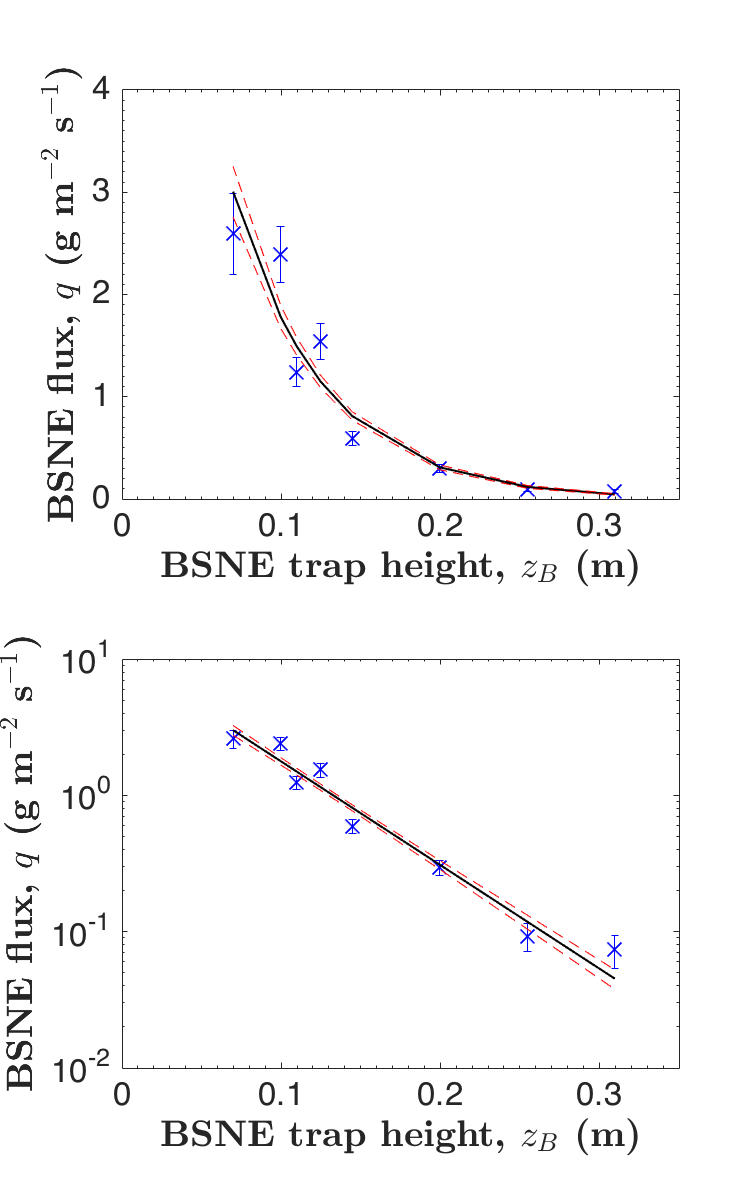 BSNE flux, q (g m⁻² s⁻¹)
4
3
2
1
0
0 0.1 0.2 0.3
BSNE trap height, z_B (m)
BSNE flux, q (g m⁻² s⁻¹)
10¹
10⁰
10⁻¹
10⁻²
0 0.1 0.2 0.3
BSNE trap height, z_B (m)